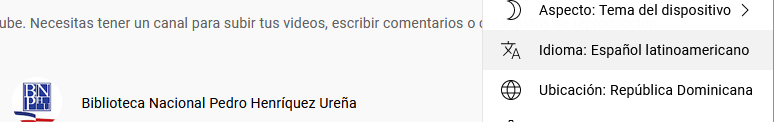 Aspecto: Tema del dispositivo
ube. Necesitas tener un canal para subir tus videos, escribir comentarios o
Idioma: Español latinoamericano
Ubicación: República Dominicana
BN
PHU
Biblioteca Nacional Pedro Henríquez Ureña